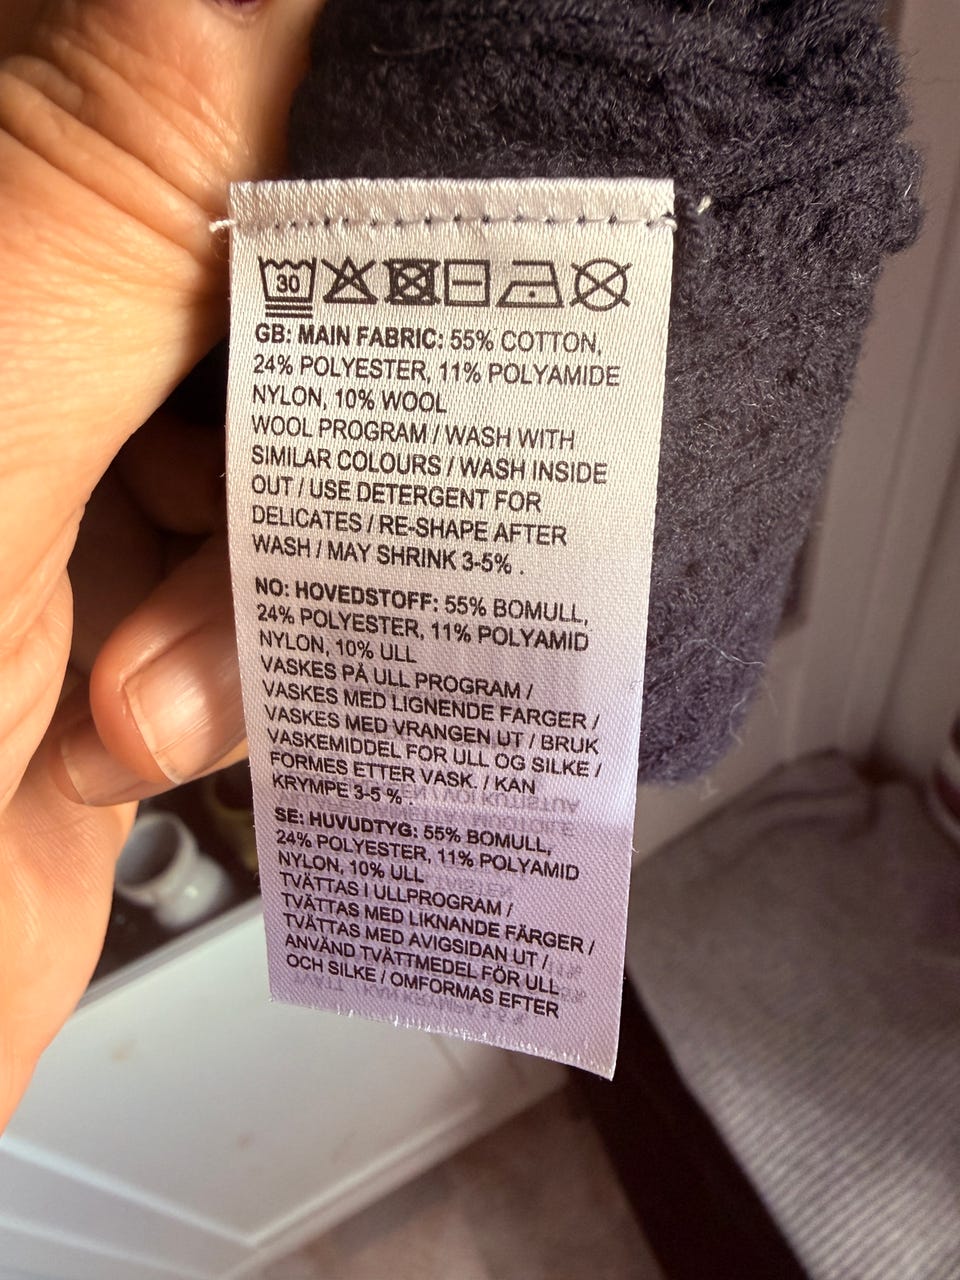 30
GB: MAIN FABRIC: 55% COTTON,
24% POLYESTER, 11% POLYAMIDE
NYLON, 10% WOOL
WOOL PROGRAM / WASH WITH
SIMILAR COLOURS / WASH INSIDE
OUT / USE DETERGENT FOR
DELICATES / RE-SHAPE AFTER
WASH / MAY SHRINK 3-5% .
NO: HOVEDSTOFF: 55% BOMULL,
24% POLYESTER, 11% POLYAMID
NYLON, 10% ULL
VASKES PÅ ULL PROGRAM /
VASKES MED LIGNENDE FARGER /
VASKES MED VRANGEN UT / BRUK
VASKEMIDDEL FOR ULL OG SILKE /
FORMES ETTER VASK. / KAN
KRYMPE 3-5 % .
SE: HUVUDTYG: 55% BOMULL,
24% POLYESTER, 11% POLYAMID
NYLON, 10% ULL
TVÄTTAS I ULLPROGRAM /
TVÄTTAS MED LIKNANDE FÄRGER /
TVÄTTAS MED AVIGSIDAN UT /
ANVÄND TVÄTTMEDEL FÖR ULL
OCH SILKE / OMFORMAS EFTER